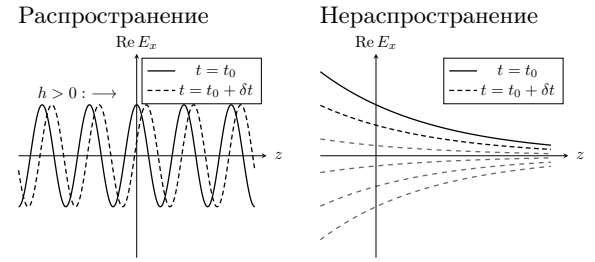 Распространение
Re E_x
t = t_0
t = t_0 + δt
h > 0 : ⟶
z
Нераспространение
Re E_x
t = t_0
t = t_0 + δt
z